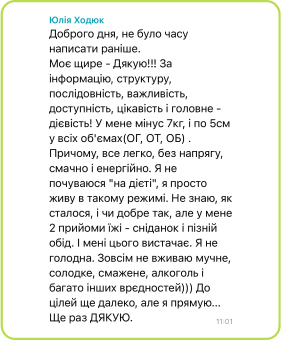 Юлія Ходюк
Доброго дня, не було часу
написати раніше.
Моє щире - Дякую!!! За
інформацію, структуру,
послідовність, важливість,
доступність, цікавість і головне -
дієвість! У мене мінус 7кг, і по 5см
у всіх об'ємах(ОГ, ОТ, ОБ) .
Причому, все легко, без напрягу,
смачно і енергійно. Я не
почуваюся "на дієті", я просто
живу в такому режимі. Не знаю, як
сталося, і чи добре так, але у мене
2 прийоми їжі - сніданок і пізній
обід. І мені цього вистачає. Я не
голодна. Зовсім не вживаю мучне,
солодке, смажене, алкоголь і
багато інших врєдностей))) До
цілей ще далеко, але я прямую...
Ще раз ДЯКУЮ.
11:01